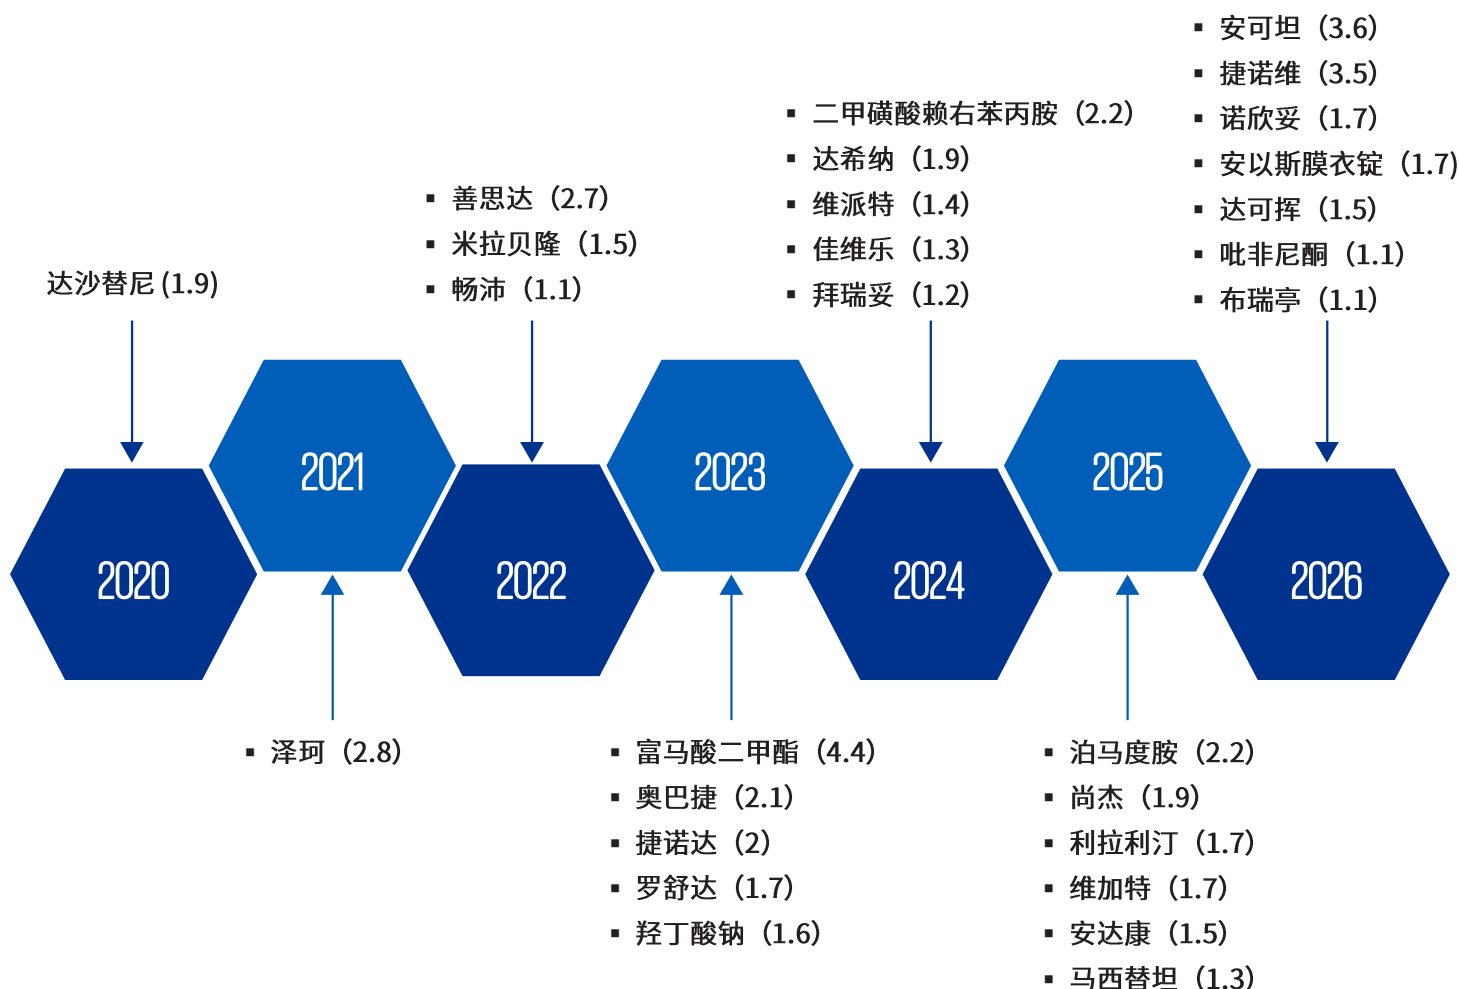 安可坦（3.6）
捷诺维（3.5）
诺欣妥（1.7）
安以斯膜衣锭（1.7)
达可挥（1.5）
吡非尼酮（1.1）
布瑞亭（1.1）
二甲磺酸赖右苯丙胺（2.2）
达希纳（1.9）
维派特（1.4）
佳维乐（1.3）
拜瑞妥（1.2）
善思达（2.7）
米拉贝隆（1.5）
畅沛（1.1）
达沙替尼 (1.9)
2020
2021
2022
2023
2024
2025
2026
泽珂（2.8）
富马酸二甲酯（4.4）
奥巴捷（2.1）
捷诺达（2）
罗舒达（1.7）
羟丁酸钠（1.6）
泊马度胺（2.2）
尚杰（1.9）
利拉利汀（1.7）
维加特（1.7）
安达康（1.5）
马西替坦（1.3）